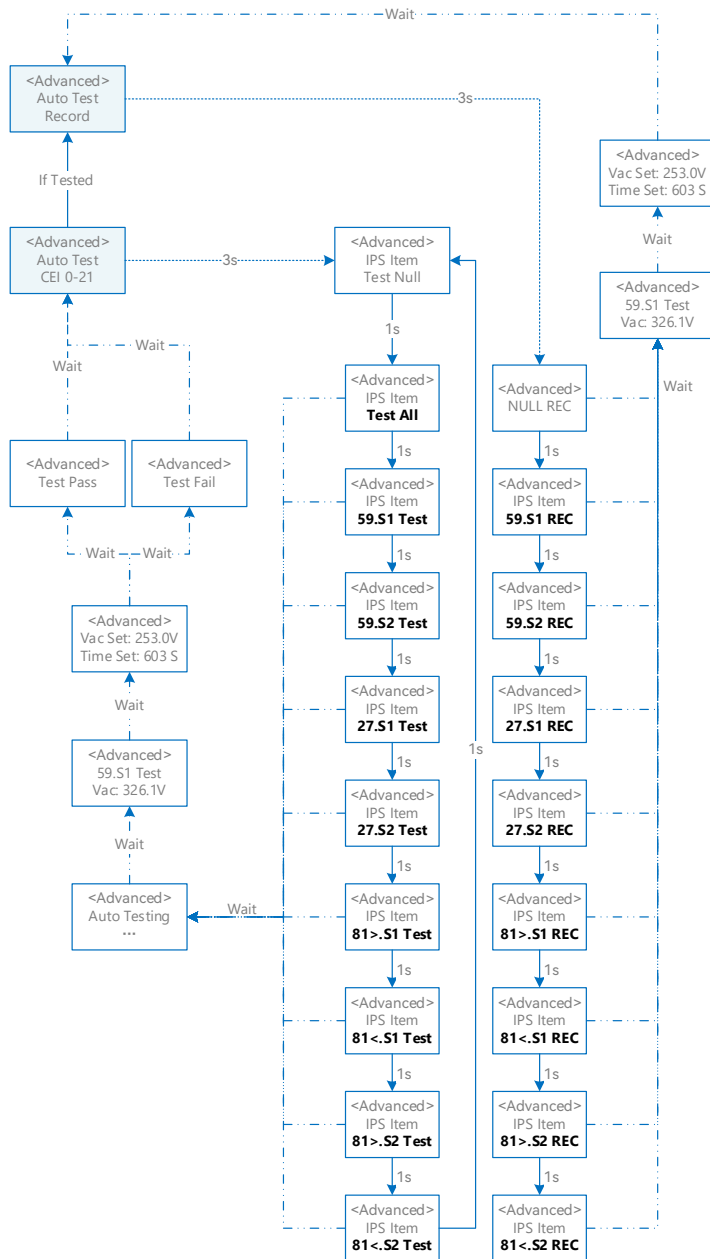 Wait
<Advanced>
Auto Test
Record
3s
<Advanced>
Vac Set: 253.0V
Time Set: 603 S
If Tested
Wait
<Advanced>
Auto Test
CEI 0-21
3s
<Advanced>
IPS Item
Test Null
<Advanced>
59.S1 Test
Vac: 326.1V
1s
Wait
Wait
Wait
<Advanced>
IPS Item
Test All
<Advanced>
NULL REC
1s
1s
<Advanced>
Test Pass
<Advanced>
Test Fail
<Advanced>
IPS Item
59.S1 Test
<Advanced>
IPS Item
59.S1 REC
1s
1s
Wait
Wait
<Advanced>
Vac Set: 253.0V
Time Set: 603 S
<Advanced>
IPS Item
59.S2 Test
<Advanced>
IPS Item
59.S2 REC
1s
1s
Wait
<Advanced>
IPS Item
27.S1 Test
<Advanced>
IPS Item
27.S1 REC
1s
<Advanced>
59.S1 Test
Vac: 326.1V
1s
1s
<Advanced>
IPS Item
27.S2 Test
<Advanced>
IPS Item
27.S2 REC
Wait
1s
1s
<Advanced>
Auto Testing
...
Wait
<Advanced>
IPS Item
81>.S1 Test
<Advanced>
IPS Item
81>.S1 REC
1s
1s
<Advanced>
IPS Item
81<.S1 Test
<Advanced>
IPS Item
81<.S1 REC
1s
1s
<Advanced>
IPS Item
81>.S2 Test
<Advanced>
IPS Item
81>.S2 REC
1s
1s
<Advanced>
IPS Item
81<.S2 Test
<Advanced>
IPS Item
81<.S2 REC